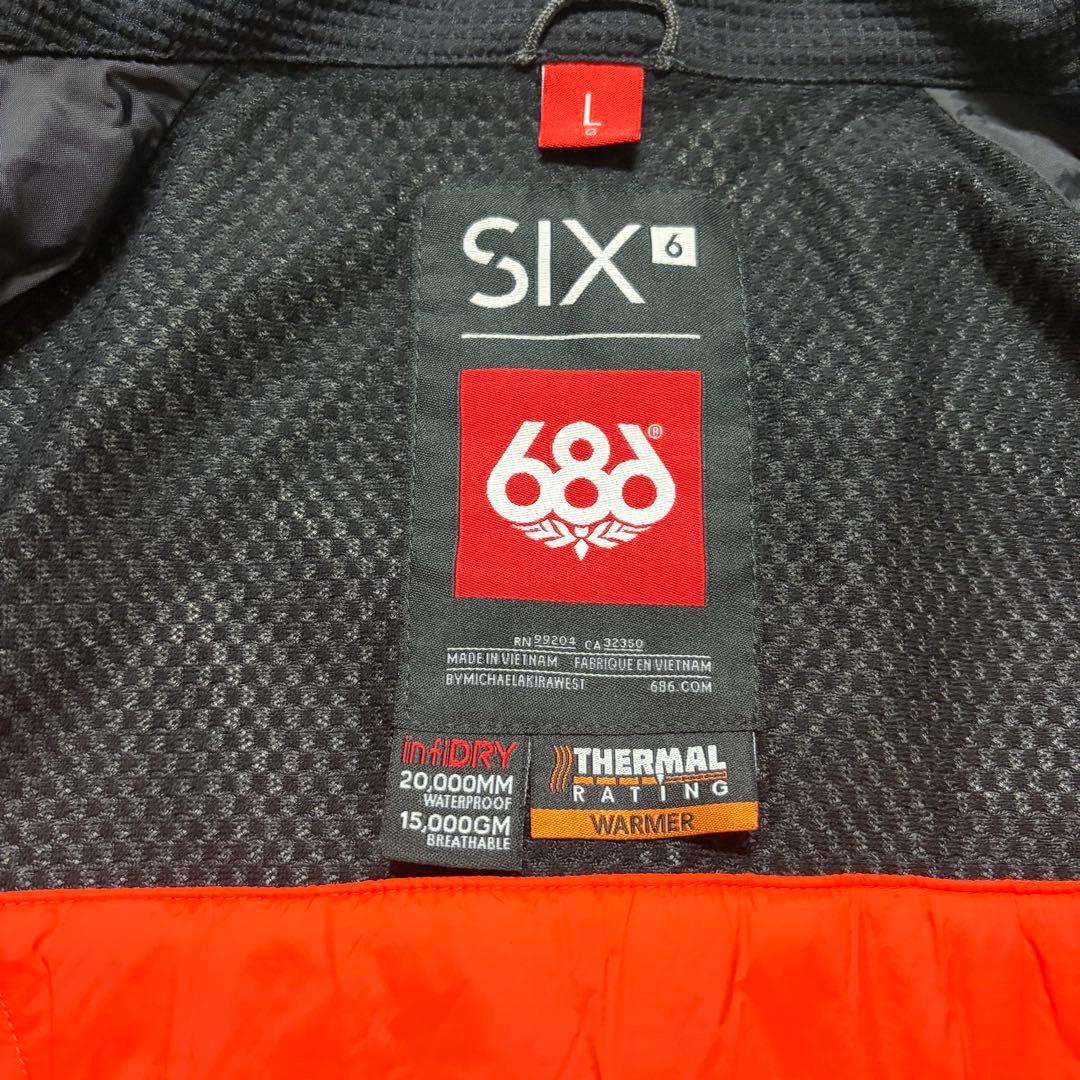 L
G
SIX 6
686®
RN 99204 CA 32350
MADE IN VIETNAM FABRIQUE EN VIETNAM
BYMICHAELAKIRAWEST 686.COM
infiDRY
20,000MM
WATERPROOF
15,000GM
BREATHABLE
THERMAL
RATING
WARMER